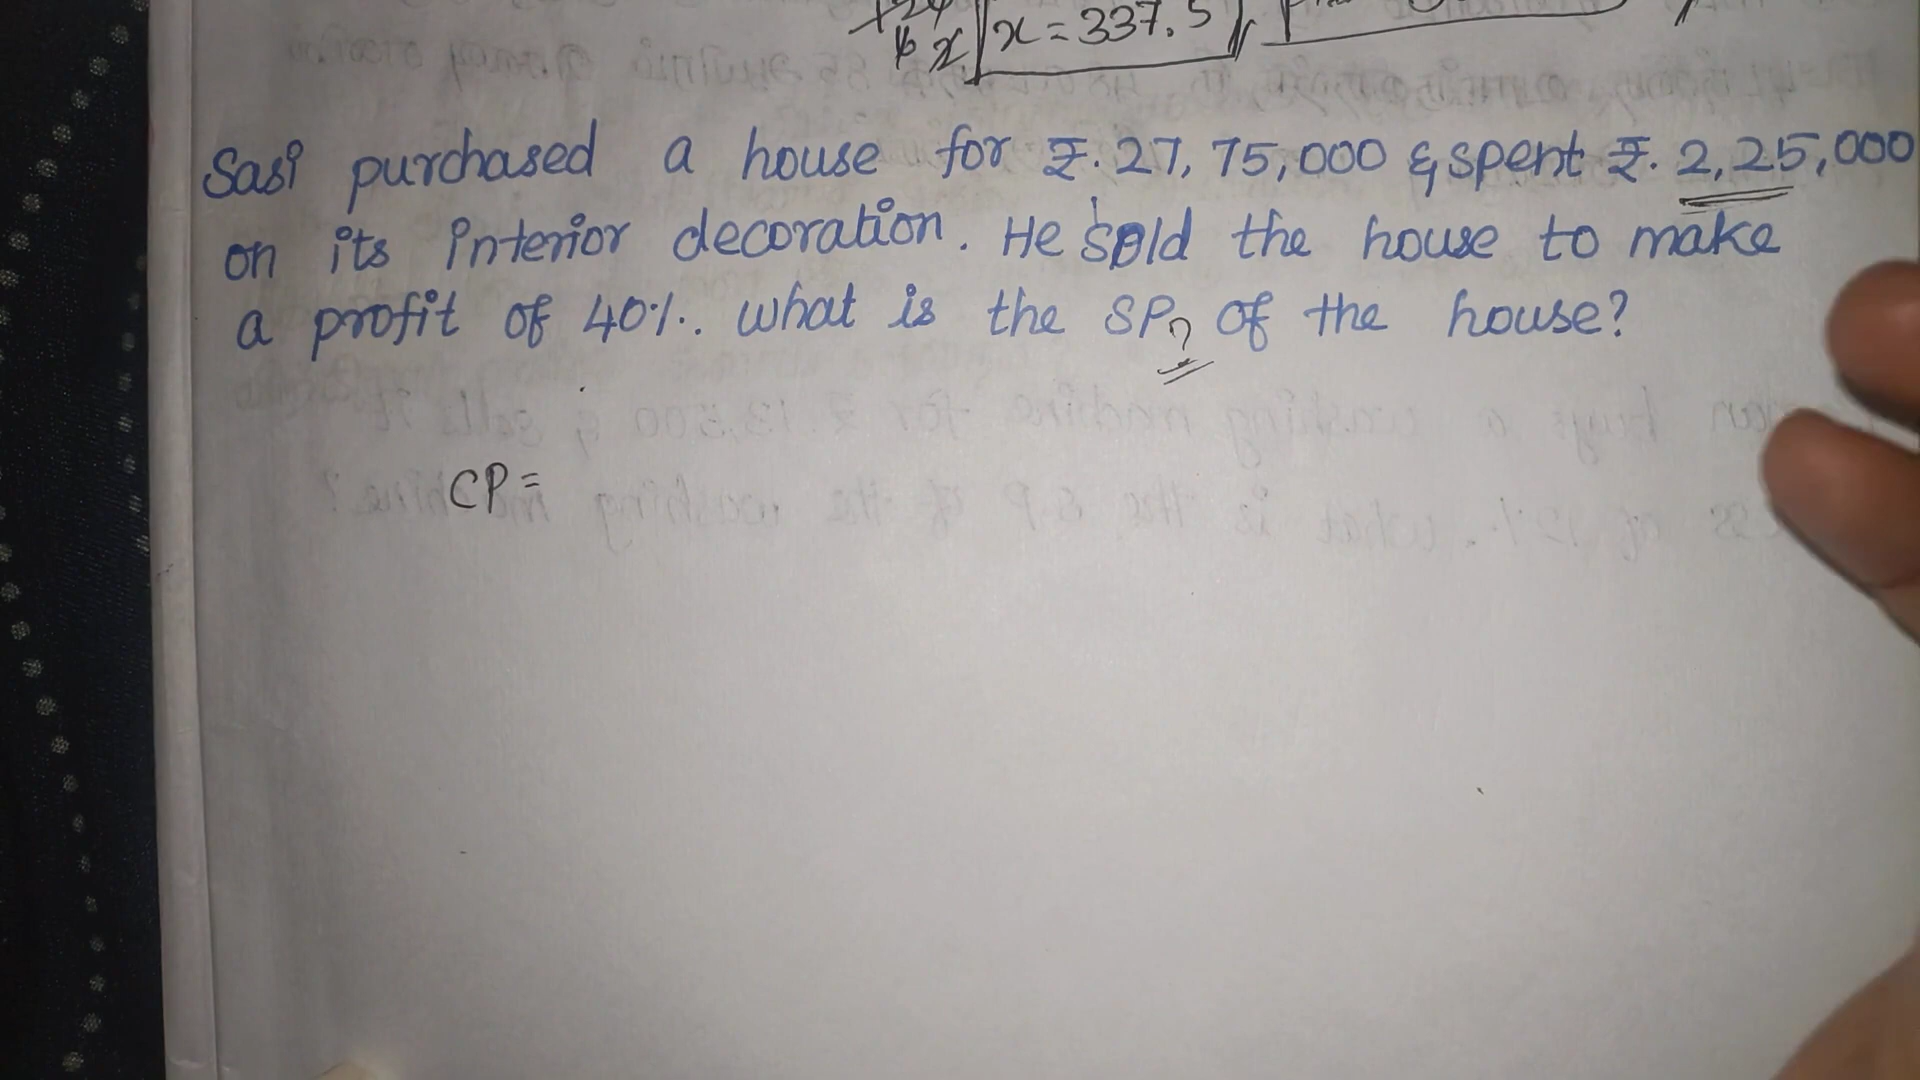 x = 337.5
Sasi purchased a house for ₹. 27,75,000 & spent ₹. 2,25,000
on its interior decoration. He sold the house to make
a profit of 40%. what is the SP? of the house?
CP =